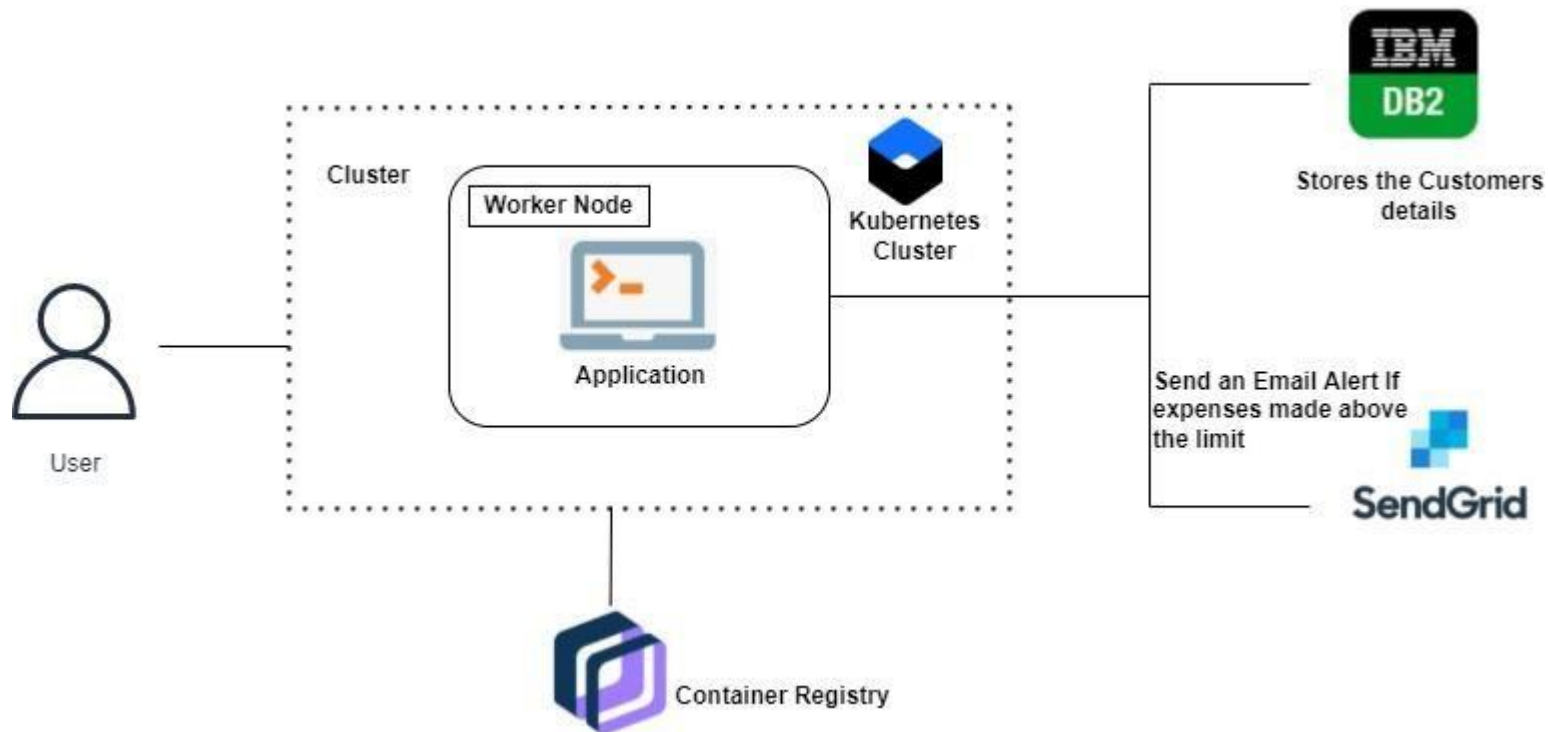 IBM
DB2
Stores the Customers
details
Cluster
Worker Node
Kubernetes
Cluster
Application
User
Send an Email Alert If
expenses made above
the limit
SendGrid
Container Registry